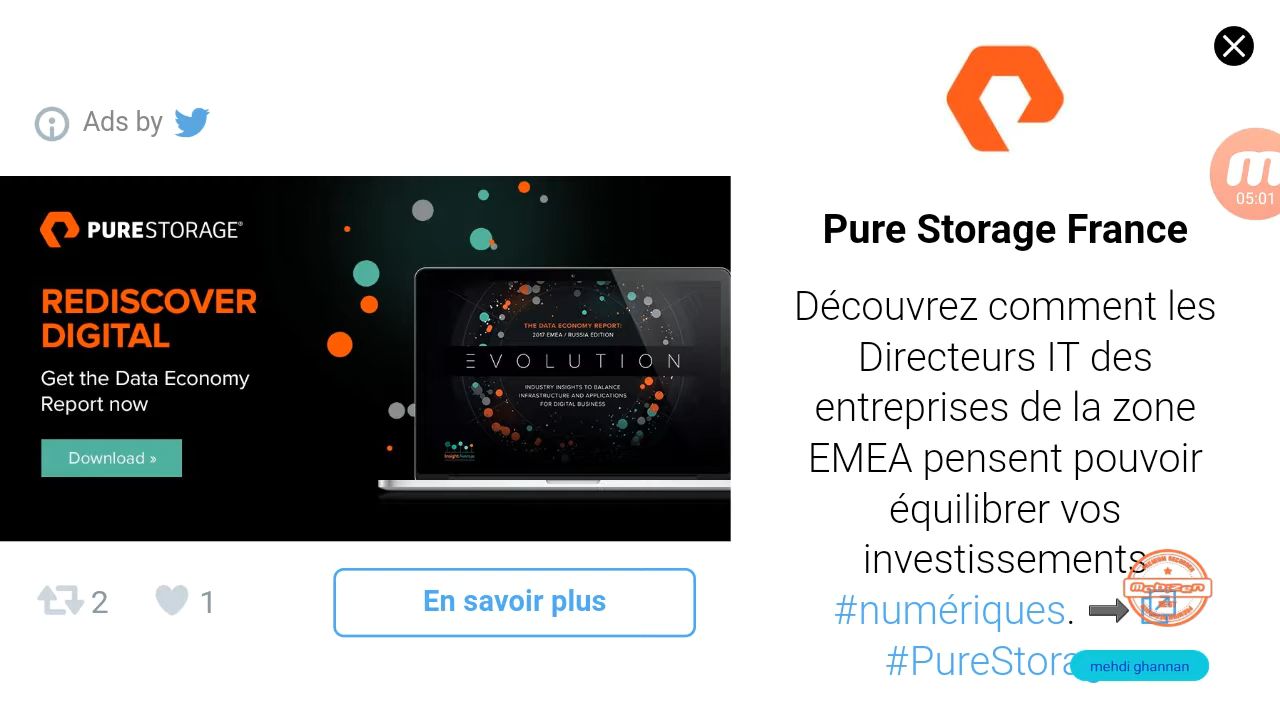 Ads by
PURESTORAGE®
REDISCOVER
DIGITAL
Get the Data Economy
Report now
Download »
THE DATA ECONOMY REPORT:
2017 EMEA / RUSSIA EDITION
EVOLUTION
INDUSTRY INSIGHTS TO BALANCE
INFRASTRUCTURE AND APPLICATIONS
FOR DIGITAL BUSINESS
InsightAvenue
2
1
En savoir plus
05:01
Pure Storage France
Découvrez comment les
Directeurs IT des
entreprises de la zone
EMEA pensent pouvoir
équilibrer vos
investissements
#numériques.
#PureStorag
mobizen
mehdi ghannan